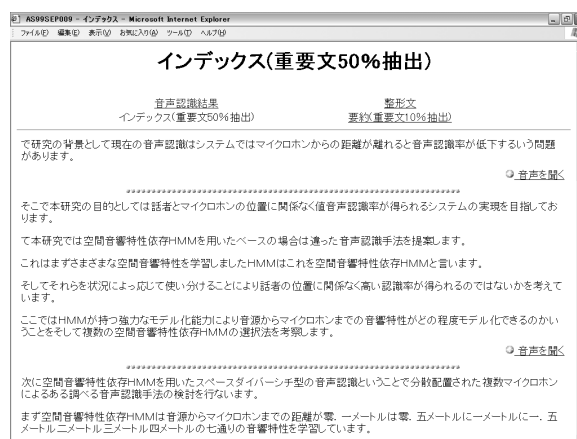 AS99SEP009 - インデックス - Microsoft Internet Explorer
ファイル(F) 編集(E) 表示(V) お気に入り(A) ツール(T) ヘルプ(H)
インデックス(重要文50%抽出)
音声認識結果 整形文
インデックス(重要文50%抽出) 要約(重要文10%抽出)
で研究の背景として現在の音声認識はシステムではマイクロホンからの距離が離れると音声認識率が低下するいう問題
があります。
音声を聞く
そこで本研究の目的としては話者とマイクロホンの位置に関係なく値音声認識率が得られるシステムの実現を目指してお
ります。
て本研究では空間音響特性依存HMMを用いたベースの場合は違った音声認識手法を提案します。
これはまずさまざまな空間音響特性を学習しましたHMMはこれを空間音響特性依存HMMと言います。
そしてそれらを状況によっ応じて使い分けることにより話者の位置に関係なく高い認識率が得られるのではないかを考えて
います。
ここではHMMが持つ強力なモデル化能力により音源からマイクロホンまでの音響特性がどの程度モデル化できるのかい
うことをそして複数の空間音響特性依存HMMの選択法を考察します。
音声を聞く
次に空間音響特性依存HMMを用いたスペースダイバーシチ型の音声認識ということで分散配置された複数マイクロホン
によるある調べる音声認識手法の検討を行ないます。
まず空間音響特性依存HMMは音源からマイクロホンまでの距離が零．一メートルは零．五メートルに一メートルに一．五
メートル二メートル三メートル四メートルの七通りの音響特性を学習しています。